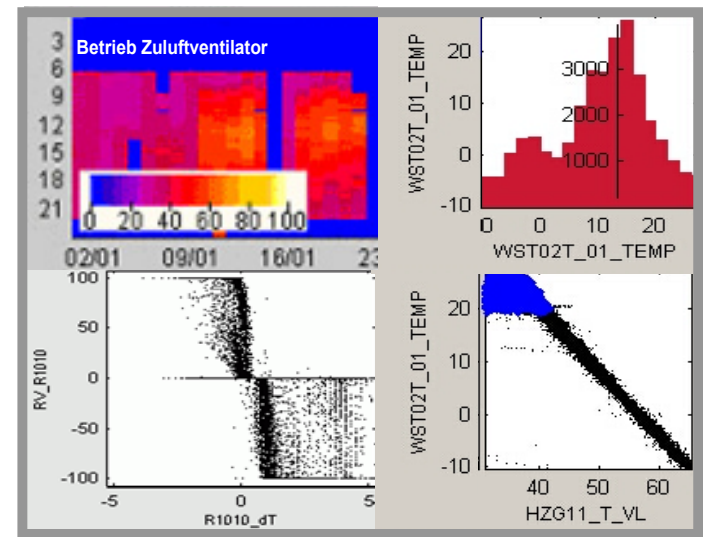 Betrieb Zuluftventilator
3
6
9
12
15
18
21
0 20 40 60 80 100
02/01 09/01 16/01 23
WST02T_01_TEMP
20
10
0
-10
3000
2000
1000
0 0 10 20
WST02T_01_TEMP
RV_R1010
100
50
0
-50
-100
-5 0 5
R1010_dT
WST02T_01_TEMP
20
10
0
-10
40 50 60
HZG11_T_VL